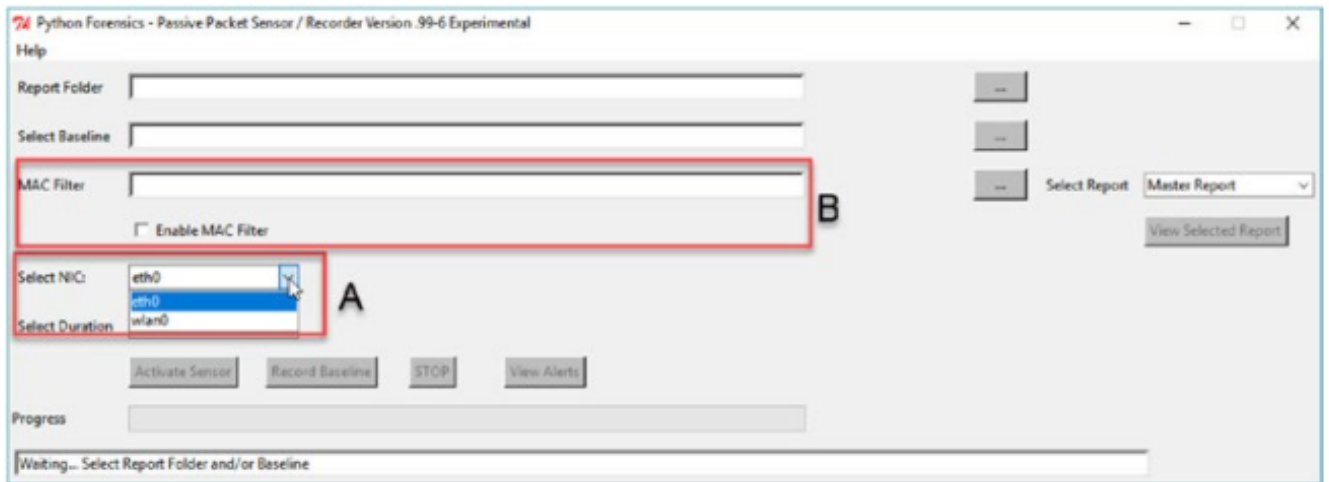 Python Forensics - Passive Packet Sensor / Recorder Version .99-6 Experimental
Help
Report Folder
...
Select Baseline
...
MAC Filter
... Select Report Master Report
B
Enable MAC Filter
View Selected Report
Select NIC: eth0
eth0
A
wlan0
Select Duration
Activate Sensor Record Baseline STOP View Alerts
Progress
Waiting... Select Report Folder and/or Baseline